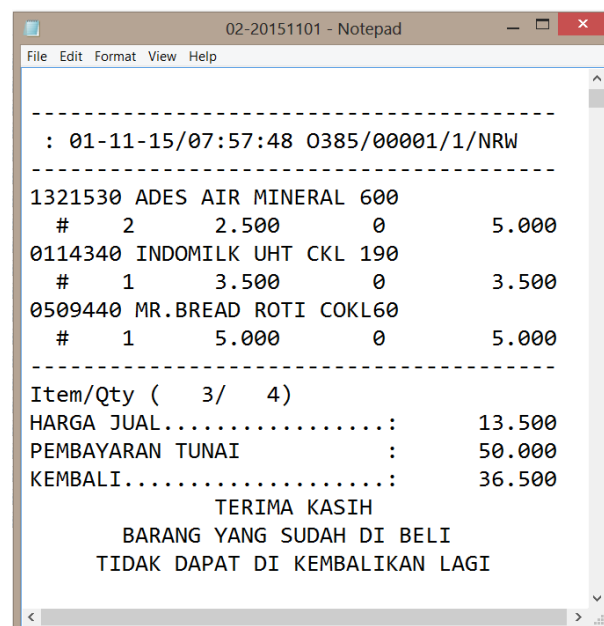 02-20151101 - Notepad
File Edit Format View Help
----------------------------------------
: 01-11-15/07:57:48 O385/00001/1/NRW
----------------------------------------
1321530 ADES AIR MINERAL 600
# 2 2.500 0 5.000
0114340 INDOMILK UHT CKL 190
# 1 3.500 0 3.500
0509440 MR.BREAD ROTI COKL60
# 1 5.000 0 5.000
----------------------------------------
Item/Qty ( 3/ 4)
HARGA JUAL.................: 13.500
PEMBAYARAN TUNAI : 50.000
KEMBALI....................: 36.500
TERIMA KASIH
BARANG YANG SUDAH DI BELI
TIDAK DAPAT DI KEMBALIKAN LAGI